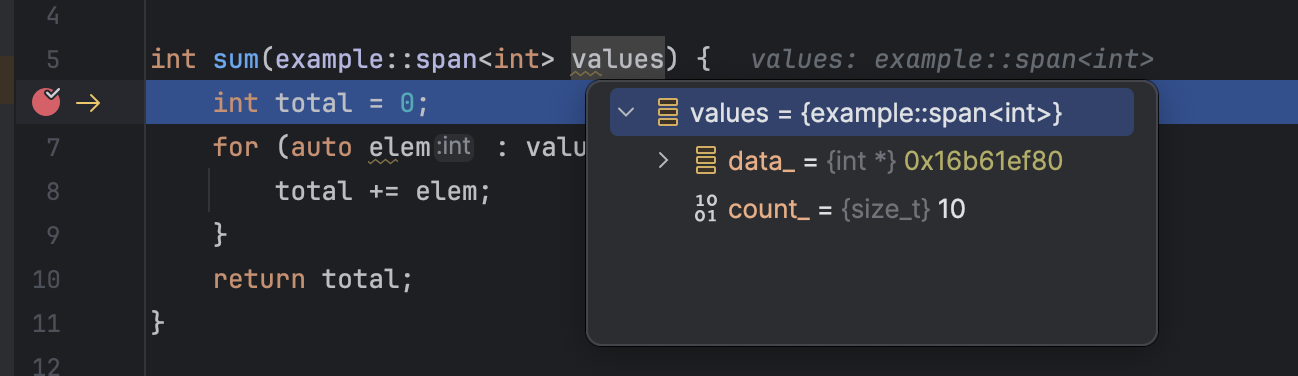 4
5 int sum(example::span<int> values) { values: example::span<int>
int total = 0;
values = {example::span<int>}
7 for (auto elem :int : valu
data_ = {int *} 0x16b61ef80
8 total += elem;
count_ = {size_t} 10
9 }
10 return total;
11 }
12